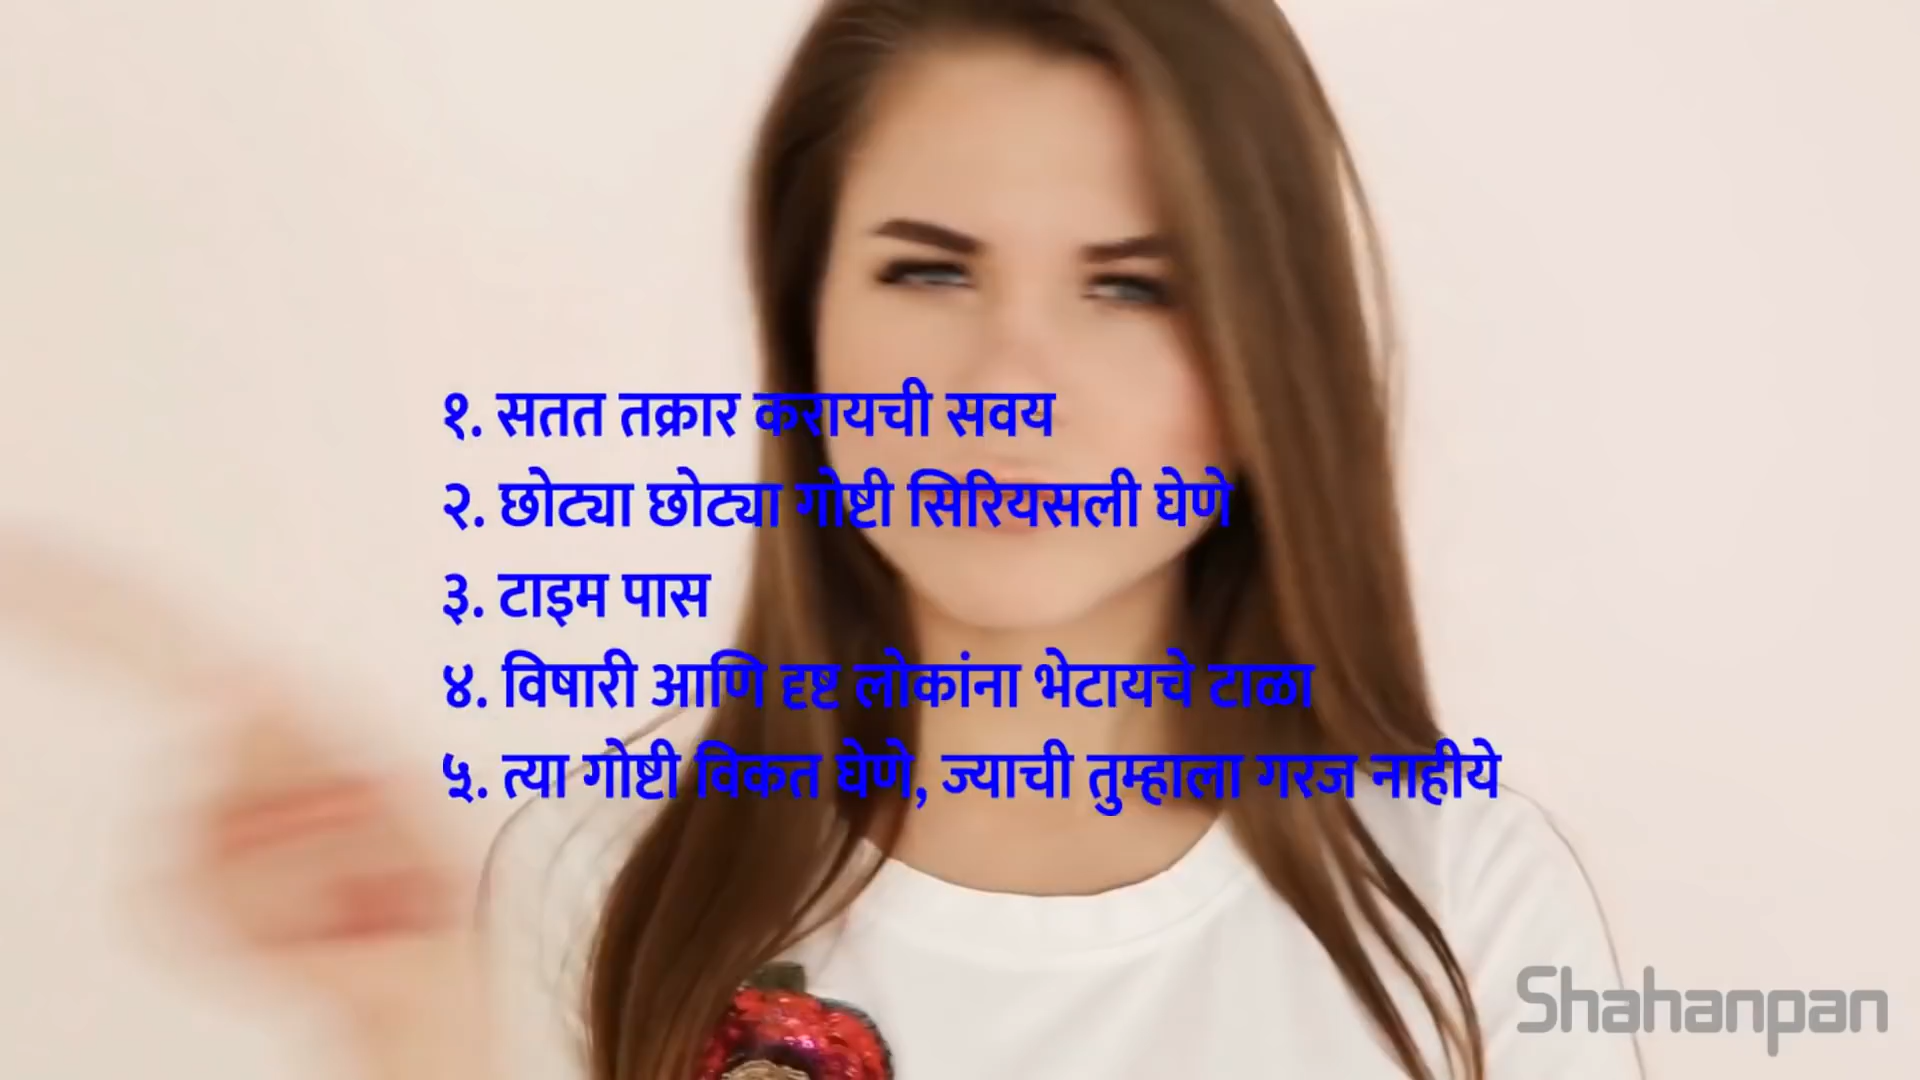 १. सतत तक्रार करायची सवय
२. छोट्या छोट्या गोष्टी सिरियसली घेणे
३. टाइम पास
४. विषारी आणि दृष्ट लोकांना भेटायचे टाळा
५. त्या गोष्टी विकत घेणे, ज्याची तुम्हाला गरज नाहीये
Shahanpan